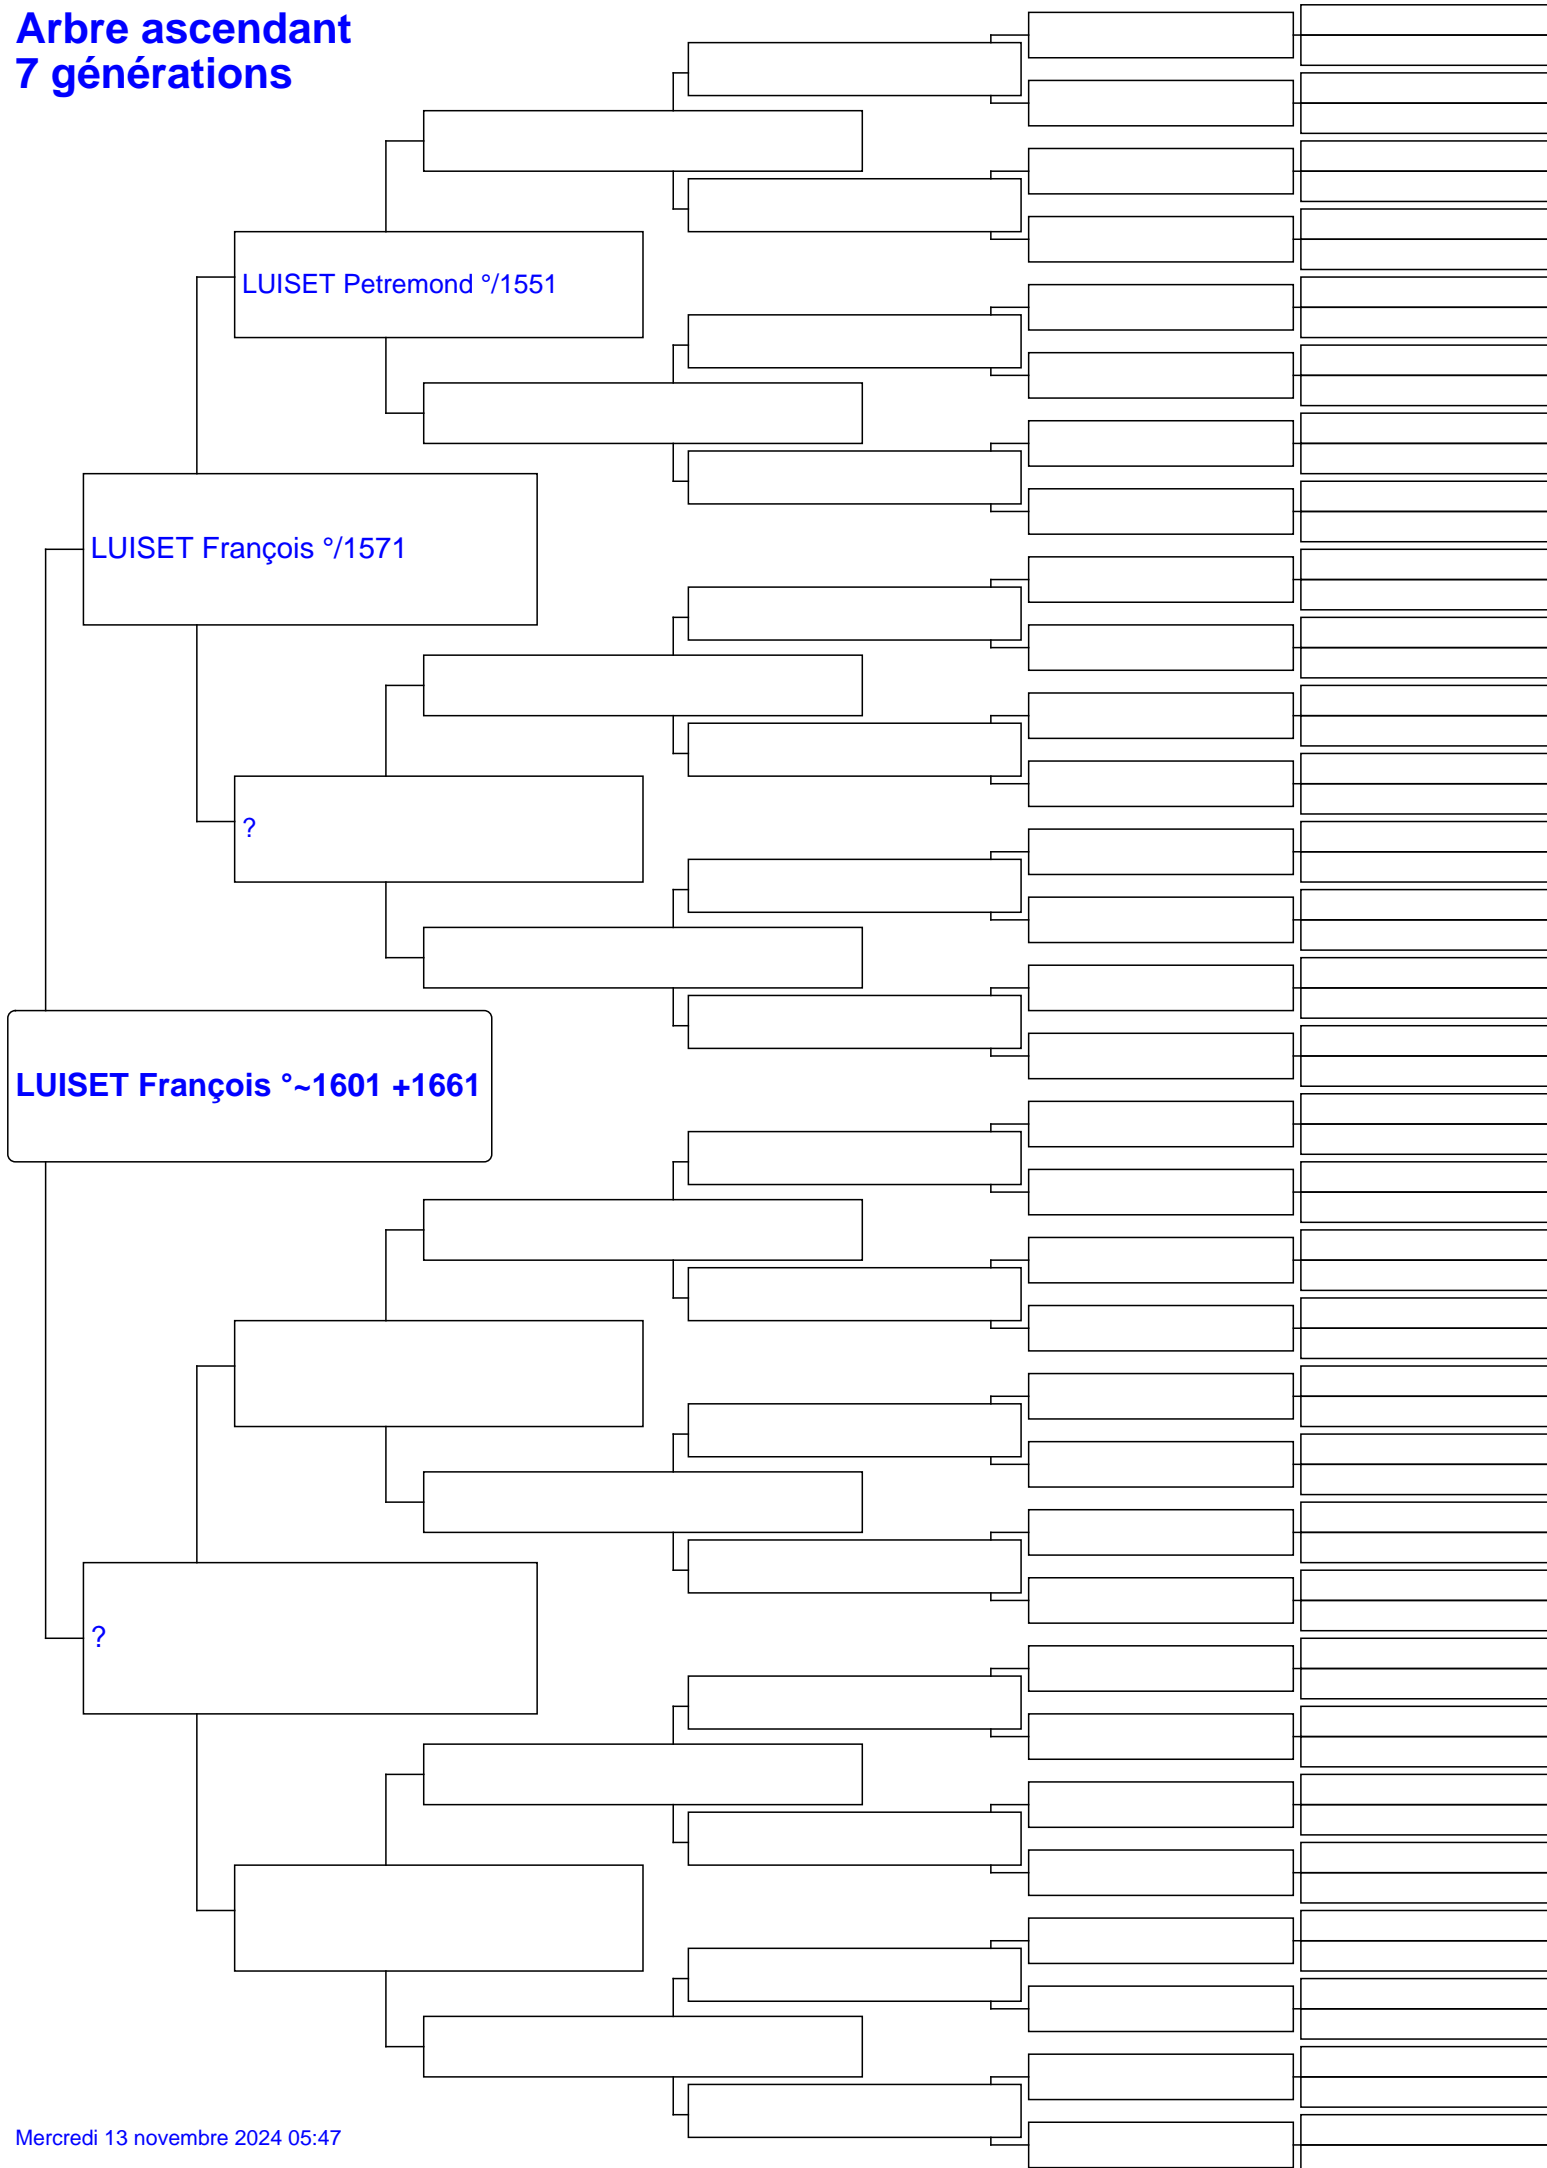 Arbre ascendant
7 générations
LUISET Petremond °/1551
LUISET François °/1571
?
LUISET François °~1601 +1661
?
Mercredi 13 novembre 2024 05:47